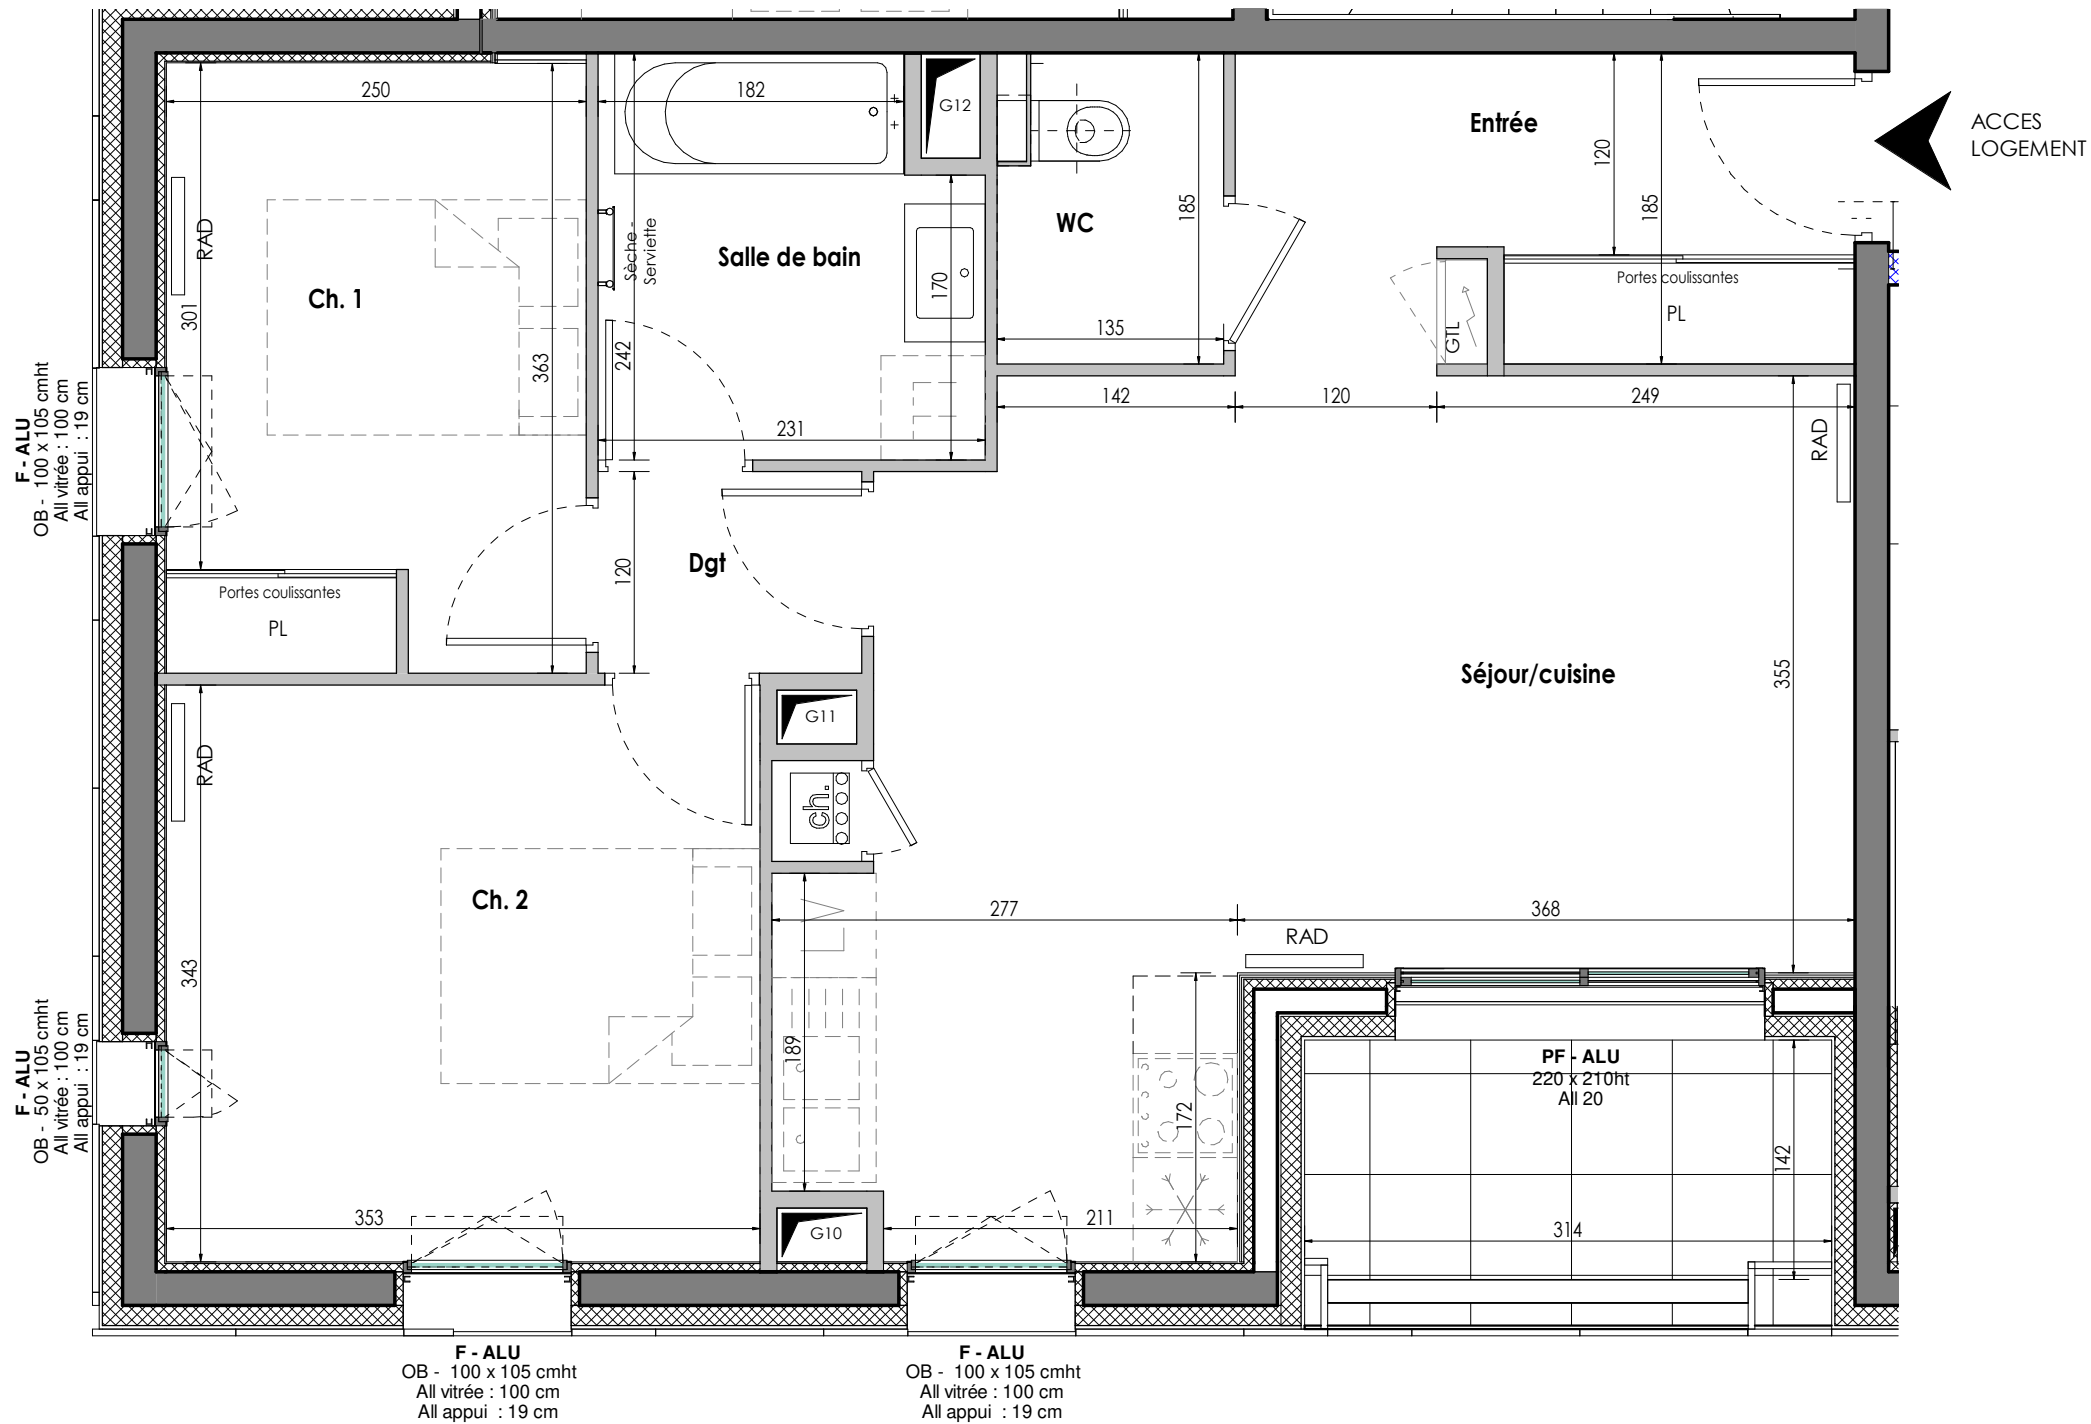 250
182
G12
Entrée
ACCES
LOGEMENT
120
185
185
WC
RAD
Sèche -
Serviette
Salle de bain
170
Ch. 1
301
363
242
135
Portes coulissantes
PL
GTL
F - ALU
OB - 100 x 105 cmht
All vitrée : 100 cm
All appui : 19 cm
142
120
249
231
RAD
Dgt
120
Portes coulissantes
PL
Séjour/cuisine
355
G11
RAD
ch.
Ch. 2
277
368
RAD
343
189
172
F - ALU
OB - 50 x 105 cmht
All vitrée : 100 cm
All appui : 19 cm
PF - ALU
220 x 210ht
All 20
142
353
G10
211
314
F - ALU
OB - 100 x 105 cmht
All vitrée : 100 cm
All appui : 19 cm
F - ALU
OB - 100 x 105 cmht
All vitrée : 100 cm
All appui : 19 cm